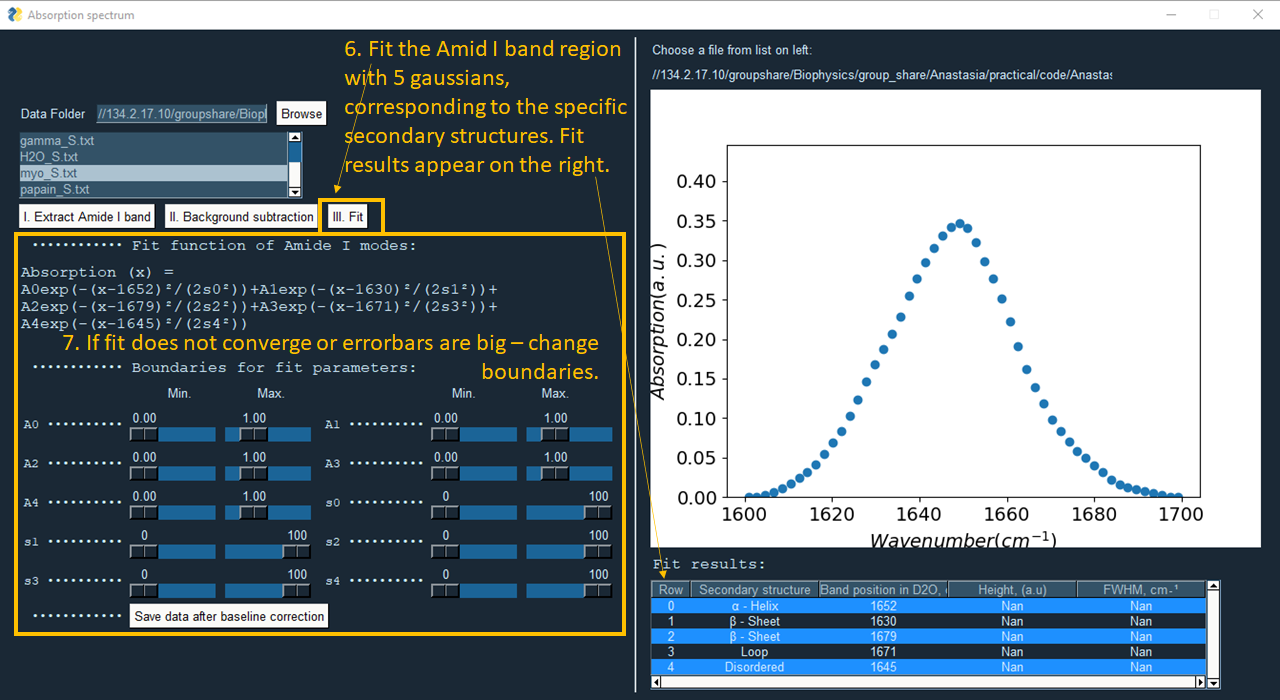 Absorption spectrum
6. Fit the Amid I band region
with 5 gaussians,
corresponding to the specific
secondary structures. Fit
results appear on the right.
Data Folder //134.2.17.10/groupshare/Biopl Browse
gamma_S.txt
H2O_S.txt
myo_S.txt
papain_S.txt
I. Extract Amide I band II. Background subtraction III. Fit
············ Fit function of Amide I modes:
Absorption (x) =
A0exp(-(x-1652)²/(2s0²))+A1exp(-(x-1630)²/(2s1²))+
A2exp(-(x-1679)²/(2s2²))+A3exp(-(x-1671)²/(2s3²))+
A4exp(-(x-1645)²/(2s4²))
7. If fit does not converge or errorbars are big – change
boundaries.
············ Boundaries for fit parameters:
Min. Max. Min. Max.
0.00 1.00 0.00 1.00
A0 ·········· A1 ··········
0.00 1.00 0.00 1.00
A2 ·········· A3 ··········
0.00 1.00 0 100
A4 ·········· s0 ··········
0 100 0 100
s1 ·········· s2 ··········
0 100 0 100
s3 ·········· s4 ··········
············ Save data after baseline correction
Choose a file from list on left:
//134.2.17.10/groupshare/Biophysics/group_share/Anastasia/practical/code/Anastas
Absorption(a.u.)
0.40
0.35
0.30
0.25
0.20
0.15
0.10
0.05
0.00
1600 1620 1640 1660 1680 1700
Wavenumber(cm⁻¹)
Fit results:
Row Secondary structure Band position in D2O, Height, (a.u) FWHM, cm-¹
0 α - Helix 1652 Nan Nan
1 β - Sheet 1630 Nan Nan
2 β - Sheet 1679 Nan Nan
3 Loop 1671 Nan Nan
4 Disordered 1645 Nan Nan